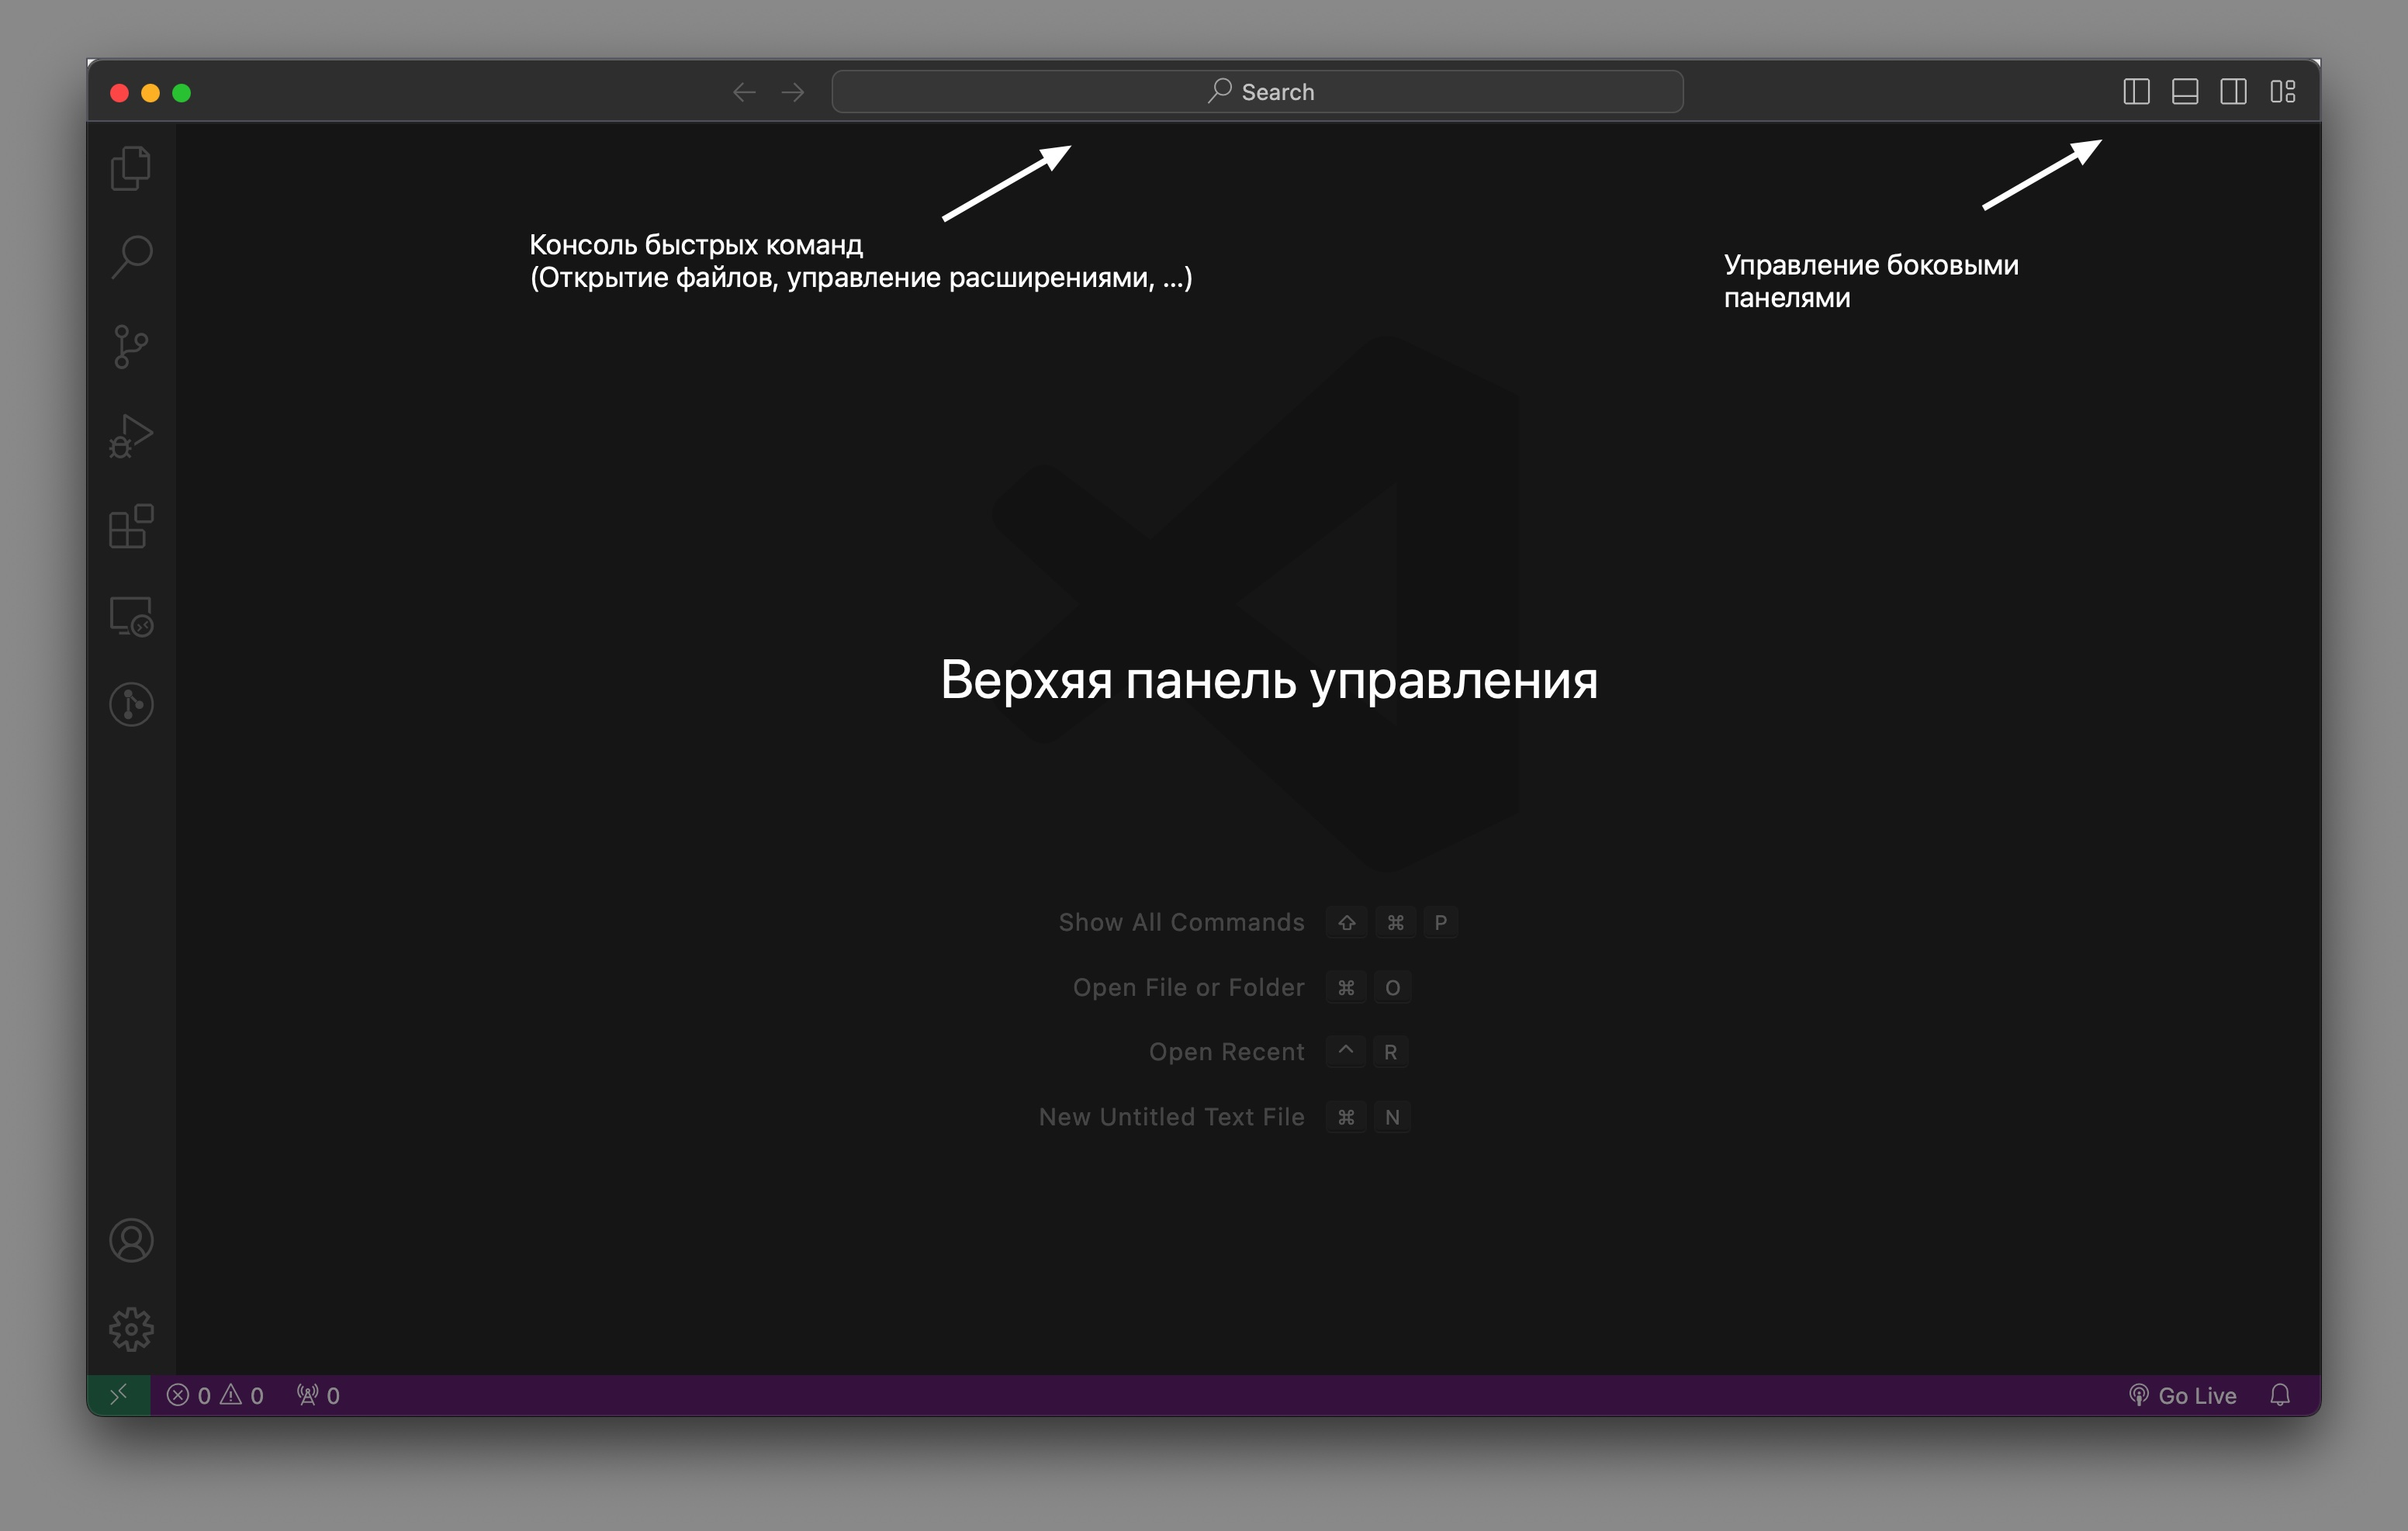 Search
Консоль быстрых команд
(Открытие файлов, управление расширениями, ...)
Управление боковыми
панелями
Верхяя панель управления
Show All Commands ⇧ ⌘ P
Open File or Folder ⌘ O
Open Recent ^ R
New Untitled Text File ⌘ N
0 0 0
Go Live